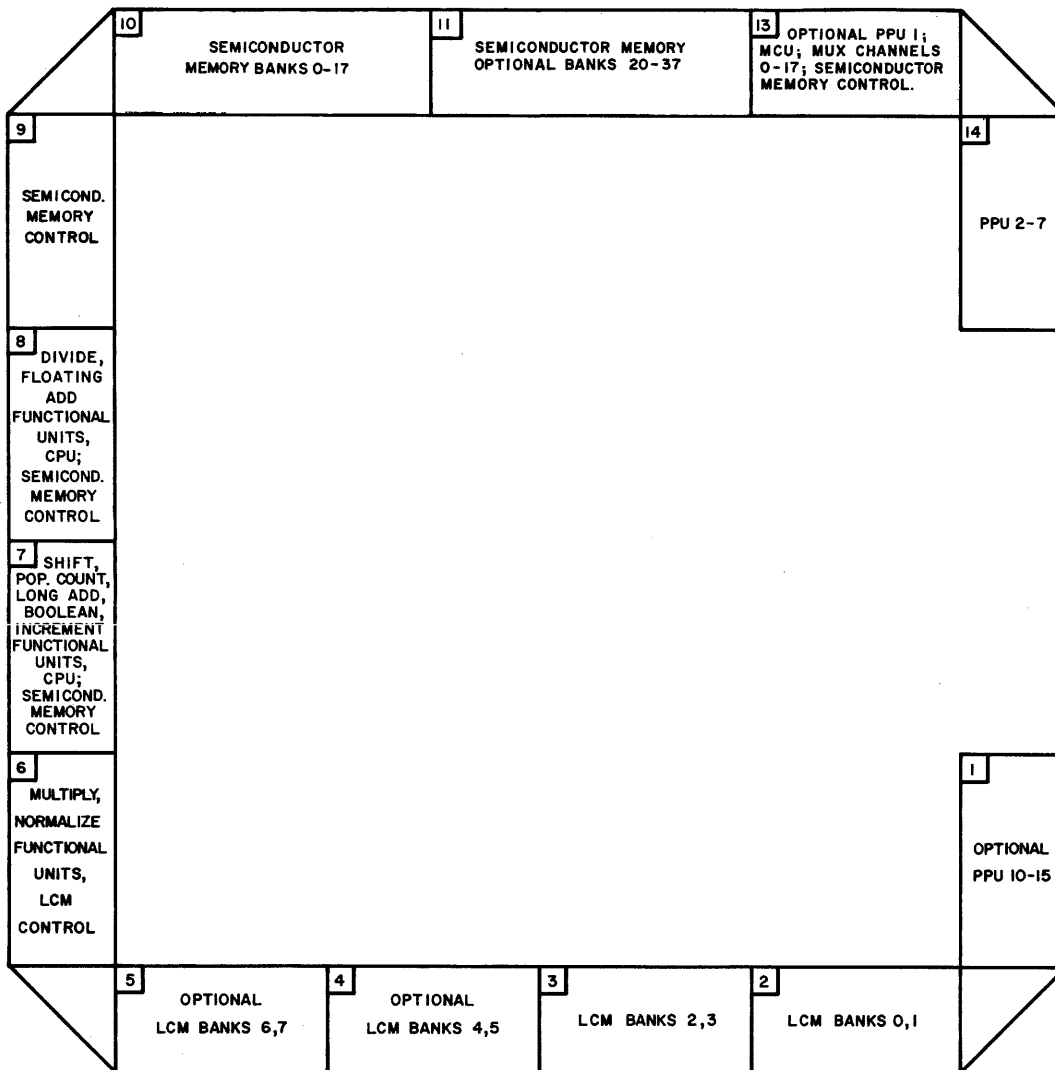 10
SEMICONDUCTOR
MEMORY BANKS 0-17
11
SEMICONDUCTOR MEMORY
OPTIONAL BANKS 20-37
13
OPTIONAL PPU 1;
MCU; MUX CHANNELS
0-17; SEMICONDUCTOR
MEMORY CONTROL.
9
SEMICOND.
MEMORY
CONTROL
14
PPU 2-7
8
DIVIDE,
FLOATING
ADD
FUNCTIONAL
UNITS,
CPU;
SEMICOND.
MEMORY
CONTROL
7
SHIFT,
POP. COUNT,
LONG ADD,
BOOLEAN,
INCREMENT
FUNCTIONAL
UNITS,
CPU;
SEMICOND.
MEMORY
CONTROL
6
MULTIPLY,
NORMALIZE
FUNCTIONAL
UNITS,
LCM
CONTROL
1
OPTIONAL
PPU 10-15
5
OPTIONAL
LCM BANKS 6,7
4
OPTIONAL
LCM BANKS 4,5
3
LCM BANKS 2,3
2
LCM BANKS 0,1